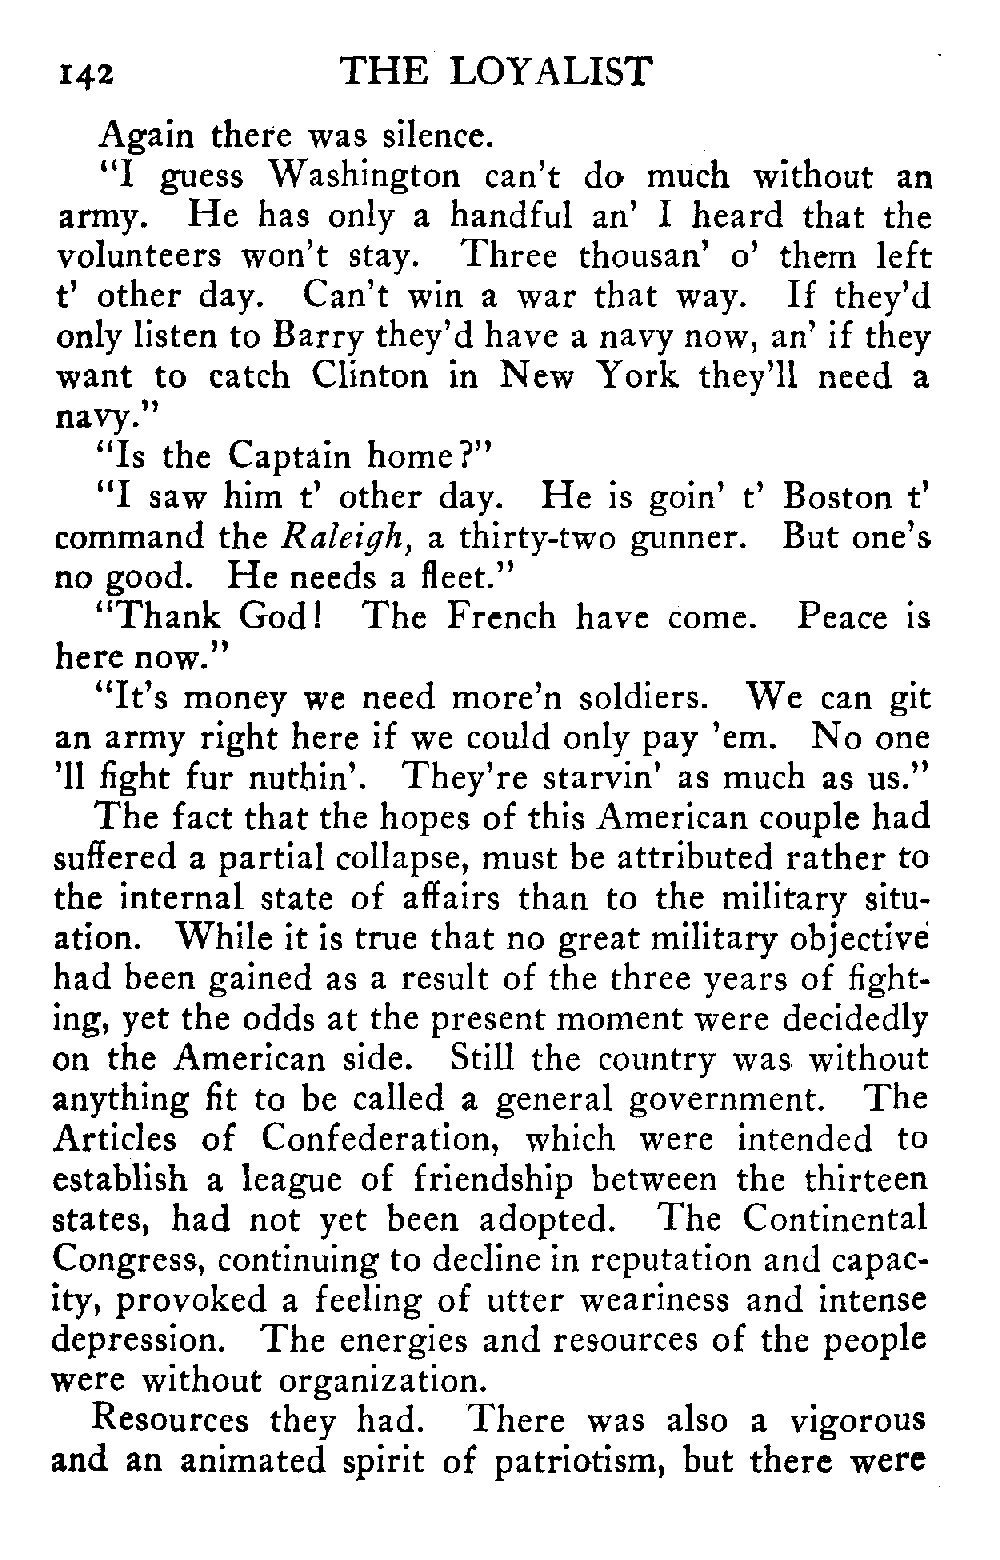 142 THE LOYALIST
Again there was silence.
"I guess Washington can't do much without an
army. He has only a handful an' I heard that the
volunteers won't stay. Three thousan' o' them left
t' other day. Can't win a war that way. If they'd
only listen to Barry they'd have a navy now, an' if they
want to catch Clinton in New York they'll need a
navy."
"Is the Captain home?"
"I saw him t' other day. He is goin' t' Boston t'
command the Raleigh, a thirty-two gunner. But one's
no good. He needs a fleet."
"Thank God! The French have come. Peace is
here now."
"It's money we need more'n soldiers. We can git
an army right here if we could only pay 'em. No one
'll fight fur nuthin'. They're starvin' as much as us."
The fact that the hopes of this American couple had
suffered a partial collapse, must be attributed rather to
the internal state of affairs than to the military situ-
ation. While it is true that no great military objective
had been gained as a result of the three years of fight-
ing, yet the odds at the present moment were decidedly
on the American side. Still the country was without
anything fit to be called a general government. The
Articles of Confederation, which were intended to
establish a league of friendship between the thirteen
states, had not yet been adopted. The Continental
Congress, continuing to decline in reputation and capac-
ity, provoked a feeling of utter weariness and intense
depression. The energies and resources of the people
were without organization.
Resources they had. There was also a vigorous
and an animated spirit of patriotism, but there were